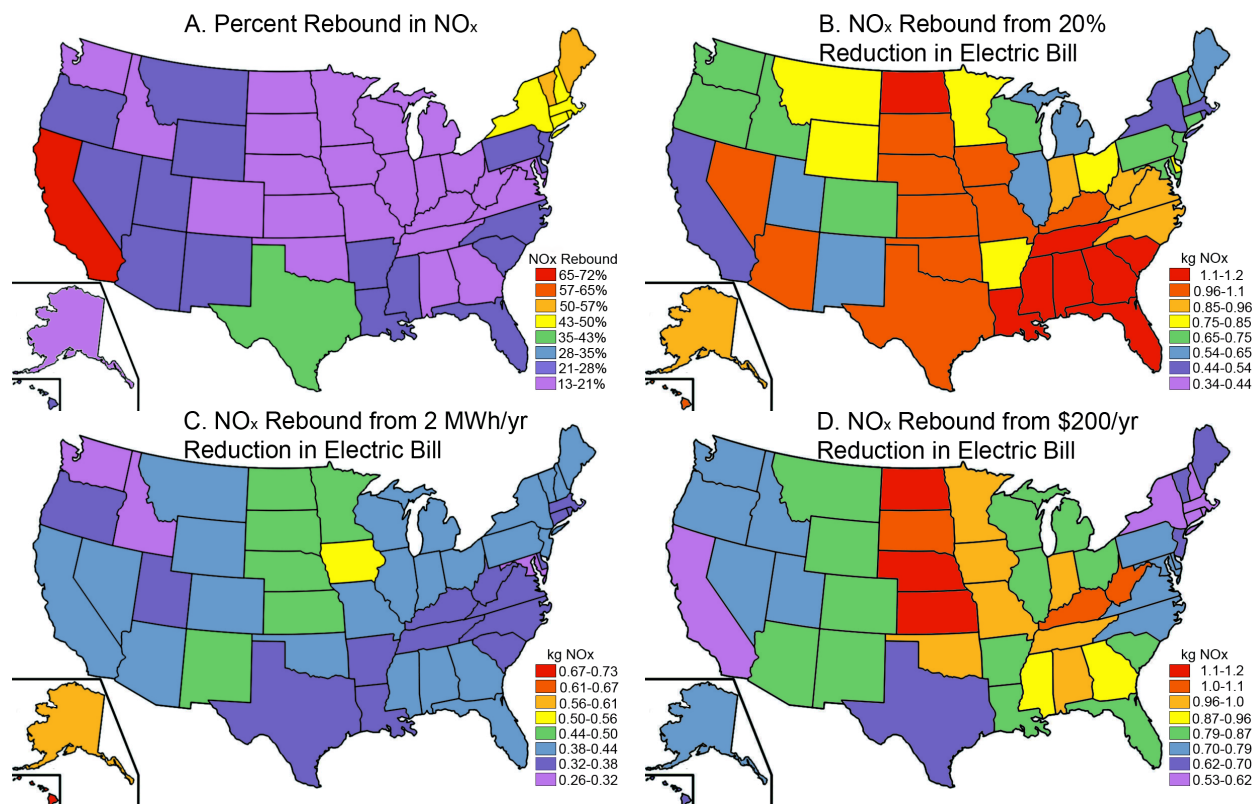 A. Percent Rebound in NOx
NOx Rebound
65-72%
57-65%
50-57%
43-50%
35-43%
28-35%
21-28%
13-21%
B. NOx Rebound from 20%
Reduction in Electric Bill
kg NOx
1.1-1.2
0.96-1.1
0.85-0.96
0.75-0.85
0.65-0.75
0.54-0.65
0.44-0.54
0.34-0.44
C. NOx Rebound from 2 MWh/yr
Reduction in Electric Bill
kg NOx
0.67-0.73
0.61-0.67
0.56-0.61
0.50-0.56
0.44-0.50
0.38-0.44
0.32-0.38
0.26-0.32
D. NOx Rebound from $200/yr
Reduction in Electric Bill
kg NOx
1.1-1.2
1.0-1.1
0.96-1.0
0.87-0.96
0.79-0.87
0.70-0.79
0.62-0.70
0.53-0.62